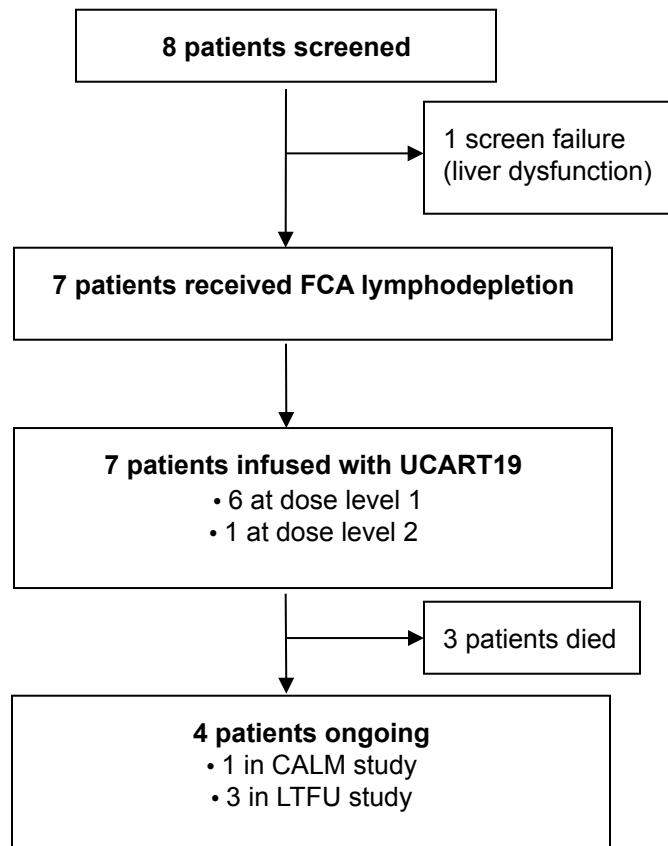 8 patients screened
1 screen failure
(liver dysfunction)
7 patients received FCA lymphodepletion
7 patients infused with UCART19
• 6 at dose level 1
• 1 at dose level 2
3 patients died
4 patients ongoing
• 1 in CALM study
• 3 in LTFU study